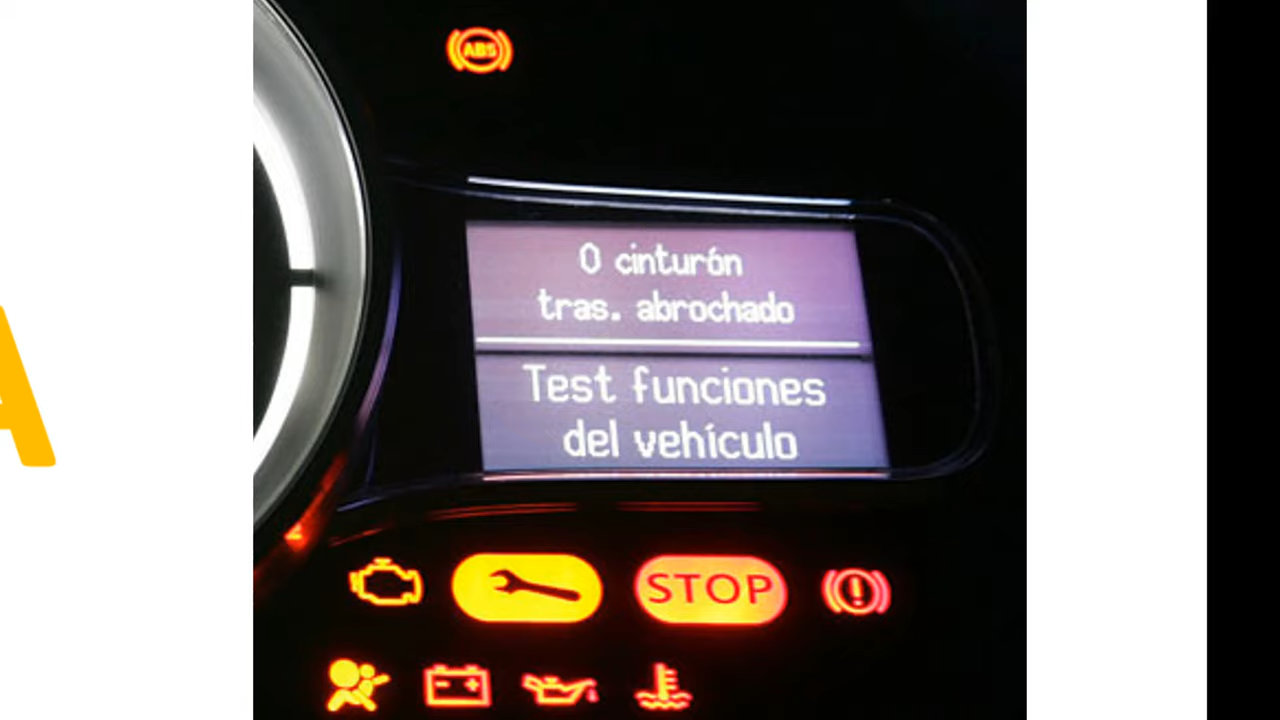 ABS
0 cinturón
tras. abrochado
Test funciones
del vehículo
STOP
A